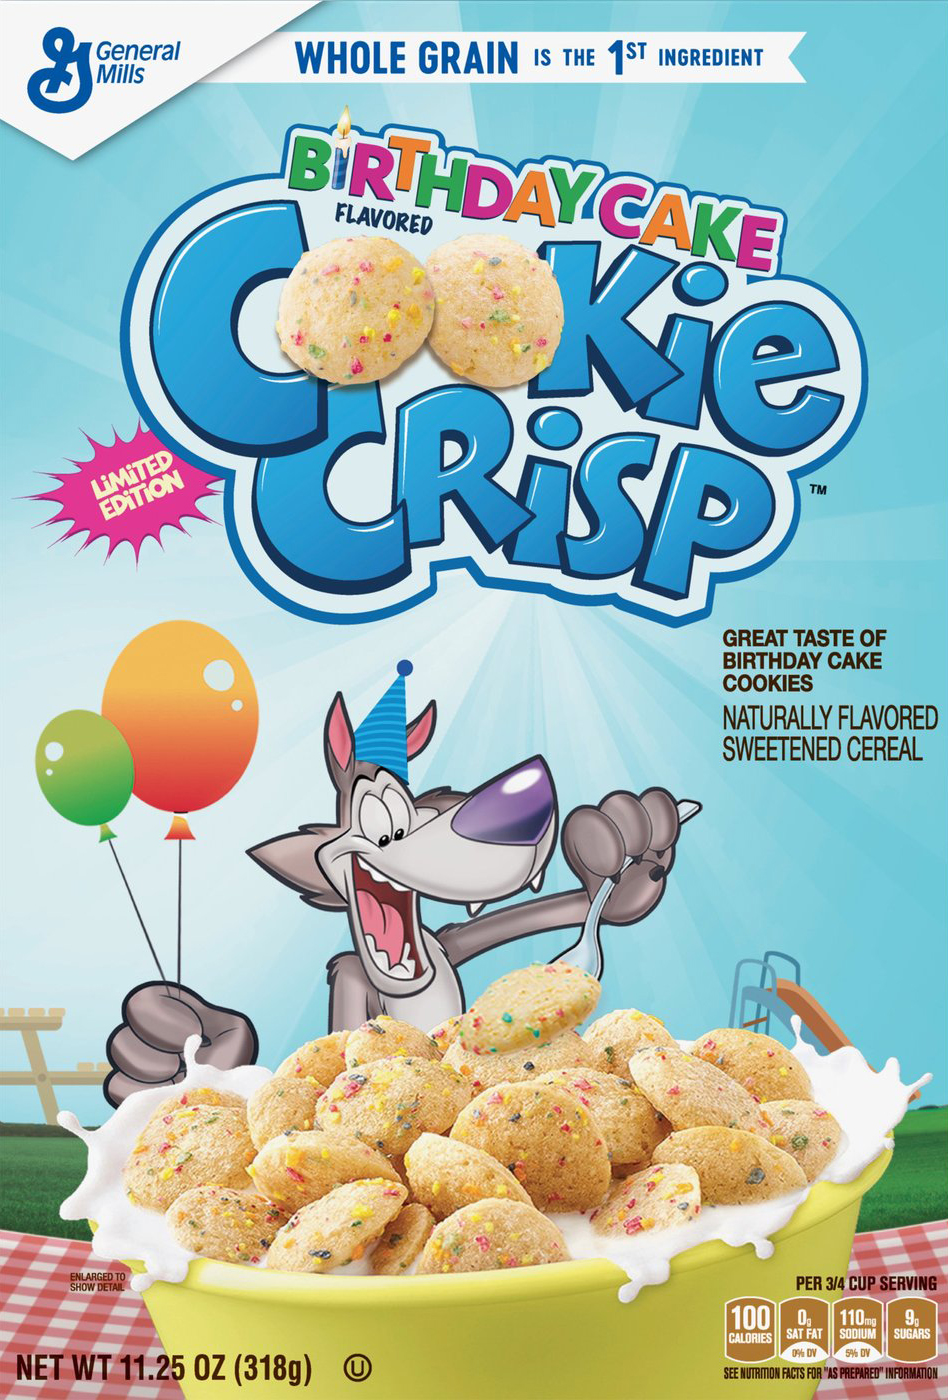 General
Mills
WHOLE GRAIN IS THE 1ST INGREDIENT
BiRTHDAY CAKE
FLAVORED
COOKiE
CRiSP
TM
LiMiTED
EDiTiON
GREAT TASTE OF
BIRTHDAY CAKE
COOKIES
NATURALLY FLAVORED
SWEETENED CEREAL
ENLARGED TO
SHOW DETAIL
PER 3/4 CUP SERVING
100
CALORIES
0g
SAT FAT
0% DV
110mg
SODIUM
5% DV
9g
SUGARS
SEE NUTRITION FACTS FOR "AS PREPARED" INFORMATION
NET WT 11.25 OZ (318g) U